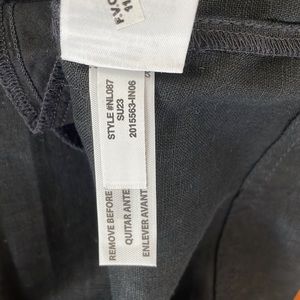 STYLE #NL087
SU23
2015563-IN06
REMOVE BEFORE
QUITAR ANTE
ENLEVER AVANT